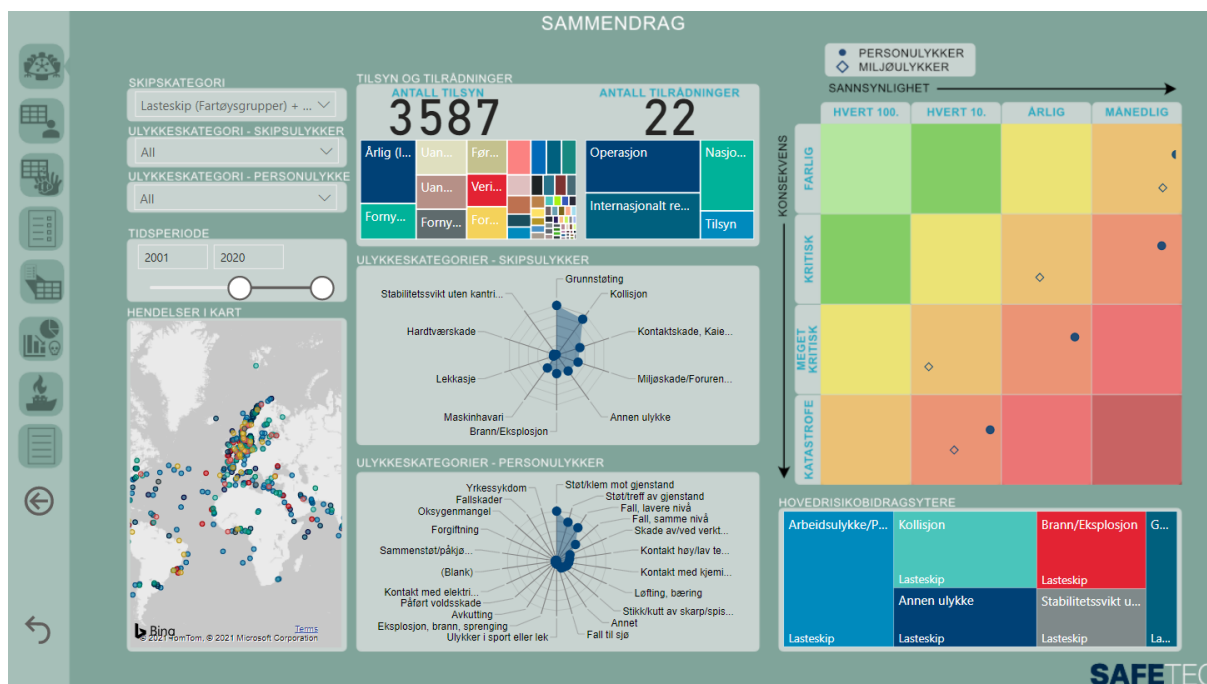 SAMMENDRAG
PERSONULYKKER
MILJØULYKKER
SKIPSKATEGORI
Lasteskip (Fartøysgrupper) + ...
ULYKKESKATEGORI - SKIPSULYKKER
All
ULYKKESKATEGORI - PERSONULYKKE
All
TIDSPERIODE
2001
2020
HENDELSER I KART
Bing
Terms
© 2021 TomTom, © 2021 Microsoft Corporation
TILSYN OG TILRÅDNINGER
ANTALL TILSYN
3587
Årlig (I...
Uan...
Før...
Uan...
Veri...
Forny...
Forny...
For...
ANTALL TILRÅDNINGER
22
Operasjon
Nasjo...
Internasjonalt re...
Tilsyn
ULYKKESKATEGORIER - SKIPSULYKKER
Grunnstøting
Stabilitetssvikt uten kantri...
Kollisjon
Hardtværskade
Kontaktskade, Kaie...
Lekkasje
Miljøskade/Foruren...
Maskinhavari
Annen ulykke
Brann/Eksplosjon
ULYKKESKATEGORIER - PERSONULYKKER
Yrkessykdom
Støt/klem mot gjenstand
Fallskader
Støt/treff av gjenstand
Oksygenmangel
Fall, lavere nivå
Fall, samme nivå
Forgiftning
Skade av/ved verkt...
Sammenstøt/påkjø...
Kontakt høy/lav te...
(Blank)
Kontakt med kjemi...
Kontakt med elektri...
Løfting, bæring
Påført voldsskade
Stikk/kutt av skarp/spis...
Avkutting
Annet
Eksplosjon, brann, sprenging
Fall til sjø
Ulykker i sport eller lek
SANNSYNLIGHET
HVERT 100.
HVERT 10.
ÅRLIG
MÅNEDLIG
KONSEKVENS
FARLIG
KRITISK
MEGET
KRITISK
KATASTROFE
HOVEDRISIKOBIDRAGSYTERE
Arbeidsulykke/P...
Lasteskip
Kollisjon
Lasteskip
Brann/Eksplosjon
Lasteskip
G...
La...
Annen ulykke
Lasteskip
Stabilitetssvikt u...
Lasteskip
SAFETEC